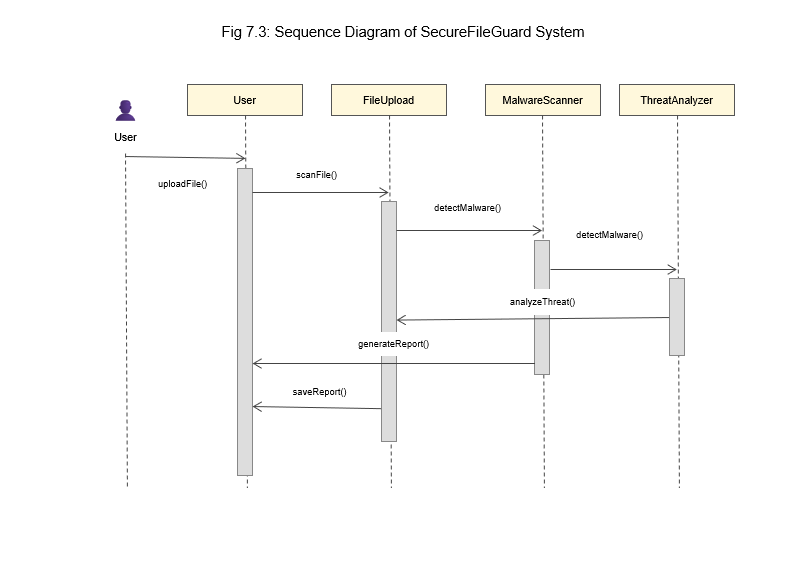 Fig 7.3: Sequence Diagram of SecureFileGuard System
User
FileUpload
MalwareScanner
ThreatAnalyzer
User
uploadFile()
scanFile()
detectMalware()
detectMalware()
analyzeThreat()
generateReport()
saveReport()